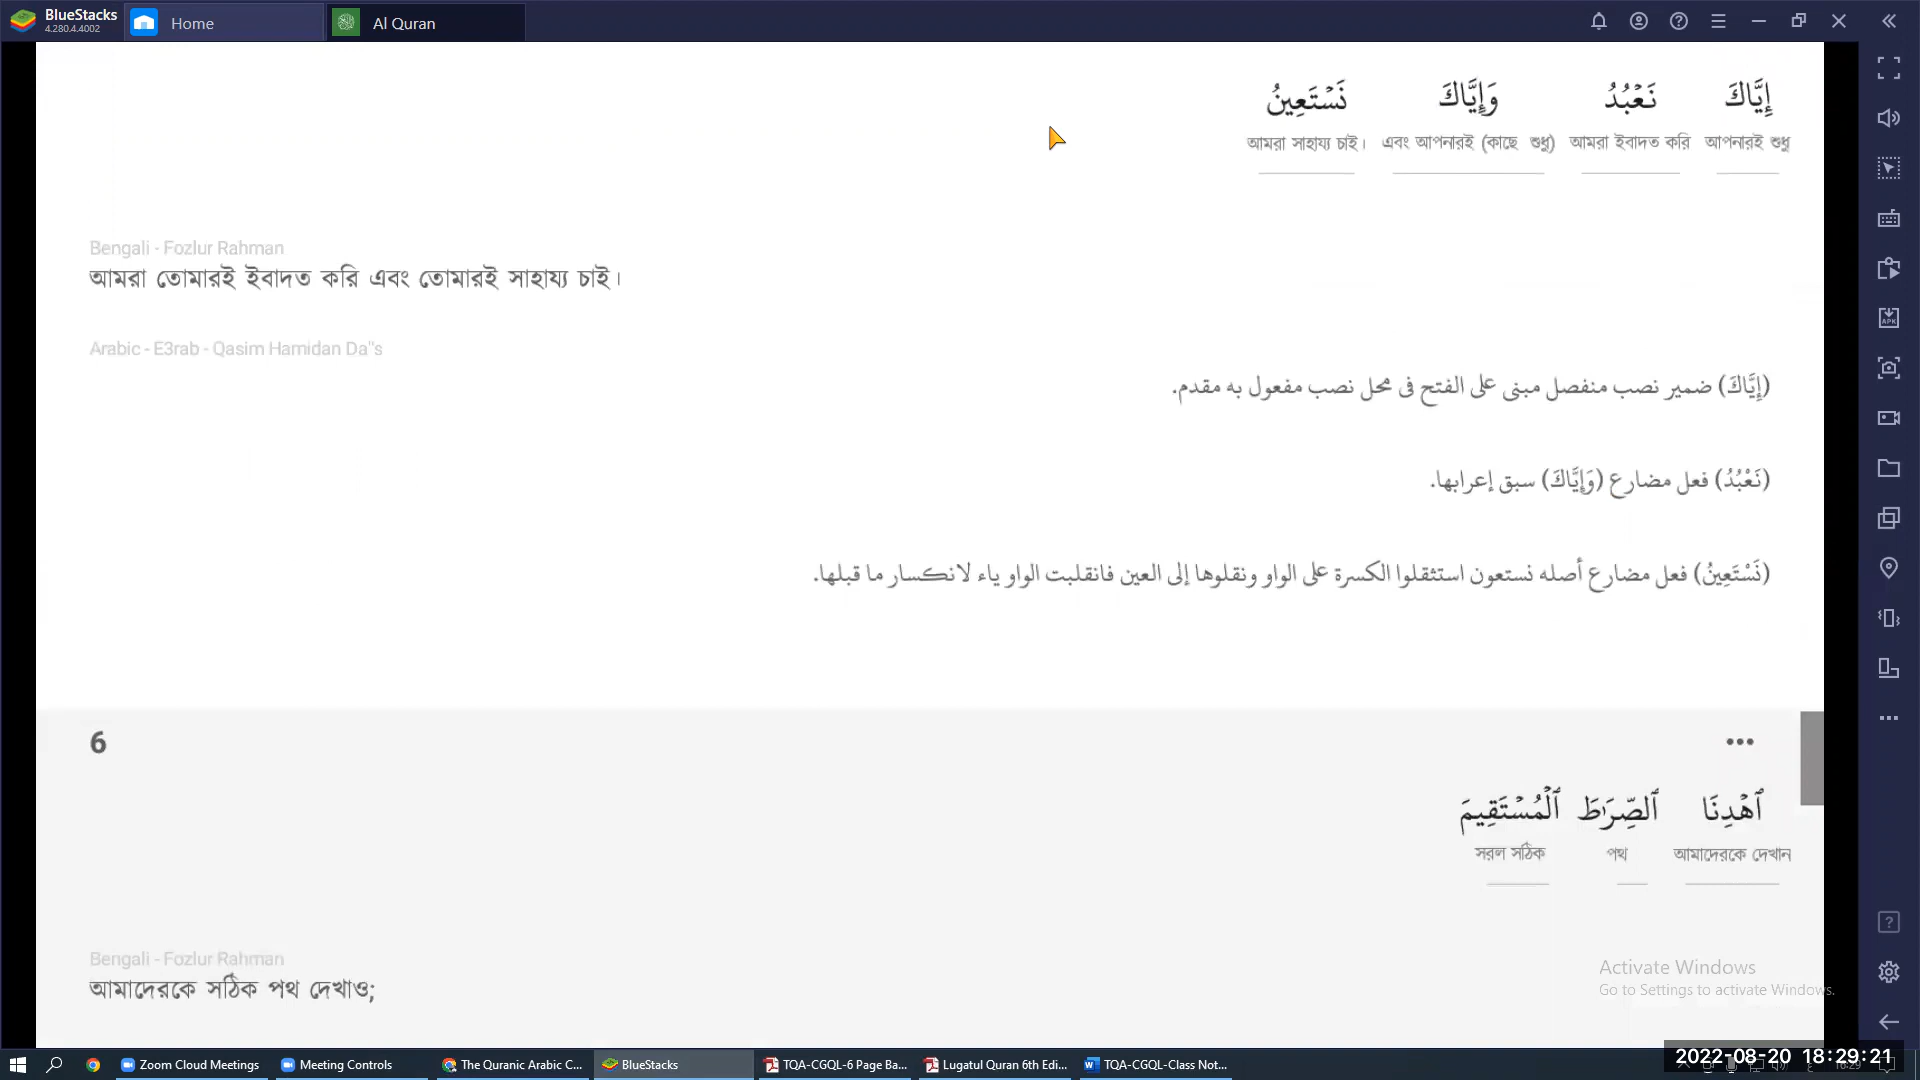 BlueStacks
4.280.4.4002
Home
Al Quran
إِيَّاكَ نَعْبُدُ وَإِيَّاكَ نَسْتَعِينُ
আপনারই শুধু আমরা ইবাদত করি এবং আপনারই (কাছে শুধু) আমরা সাহায্য চাই।
Bengali - Fozlur Rahman
আমরা তোমারই ইবাদত করি এবং তোমারই সাহায্য চাই।
Arabic - E3rab - Qasim Hamidan Da"s
(إِيَّاكَ) ضمير نصب منفصل مبنى على الفتح فى محل نصب مفعول به مقدم.
(نَعْبُدُ) فعل مضارع (وَإِيَّاكَ) سبق إعرابها.
(نَسْتَعِينُ) فعل مضارع أصله نستعون استثقلوا الكسرة على الواو ونقلوها إلى العين فانقلبت الواو ياء لانكسار ما قبلها.
6
ٱهْدِنَا ٱلصِّرَٰطَ ٱلْمُسْتَقِيمَ
আমাদেরকে দেখান পথ সরল সঠিক
Bengali - Fozlur Rahman
আমাদেরকে সঠিক পথ দেখাও;
Activate Windows
Go to Settings to activate Windows.
Zoom Cloud Meetings
Meeting Controls
The Quranic Arabic C...
BlueStacks
TQA-CGQL-6 Page Ba...
Lugatul Quran 6th Edi...
TQA-CGQL-Class Not...
2022-08-20 18:29:21